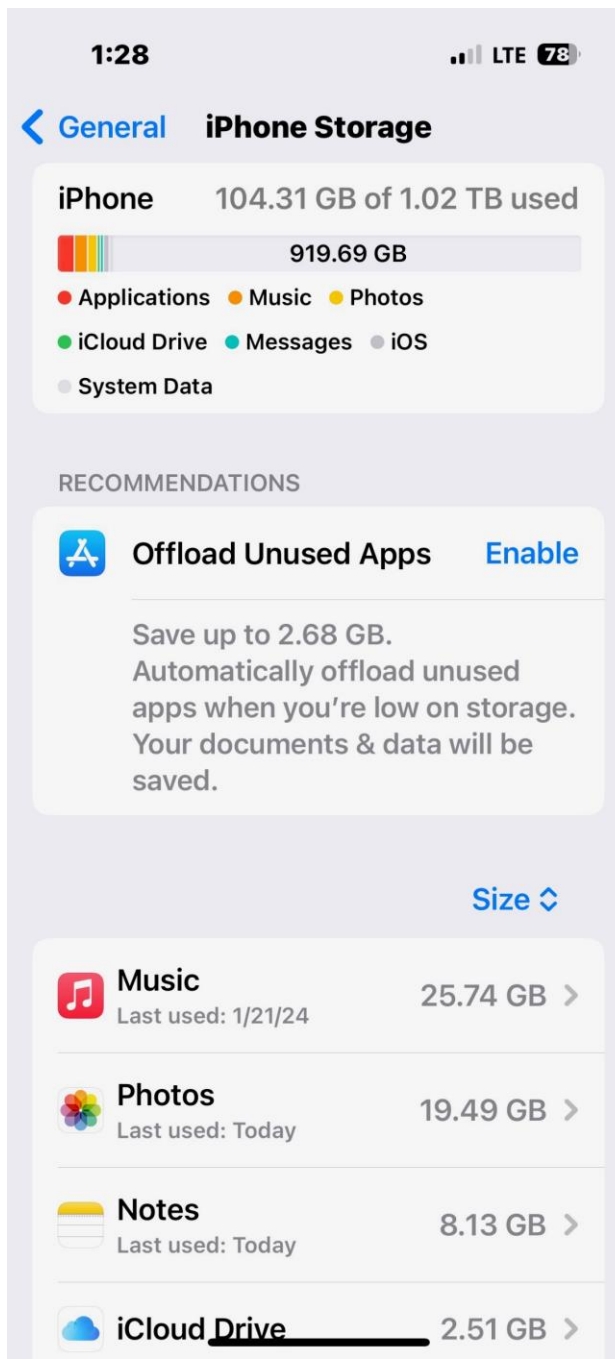 1:28 LTE 78
General iPhone Storage
iPhone 104.31 GB of 1.02 TB used
919.69 GB
Applications Music Photos
iCloud Drive Messages iOS
System Data
RECOMMENDATIONS
Offload Unused Apps Enable
Save up to 2.68 GB.
Automatically offload unused
apps when you're low on storage.
Your documents & data will be
saved.
Size
Music
25.74 GB
Last used: 1/21/24
Photos
19.49 GB
Last used: Today
Notes
8.13 GB
Last used: Today
iCloud Drive 2.51 GB